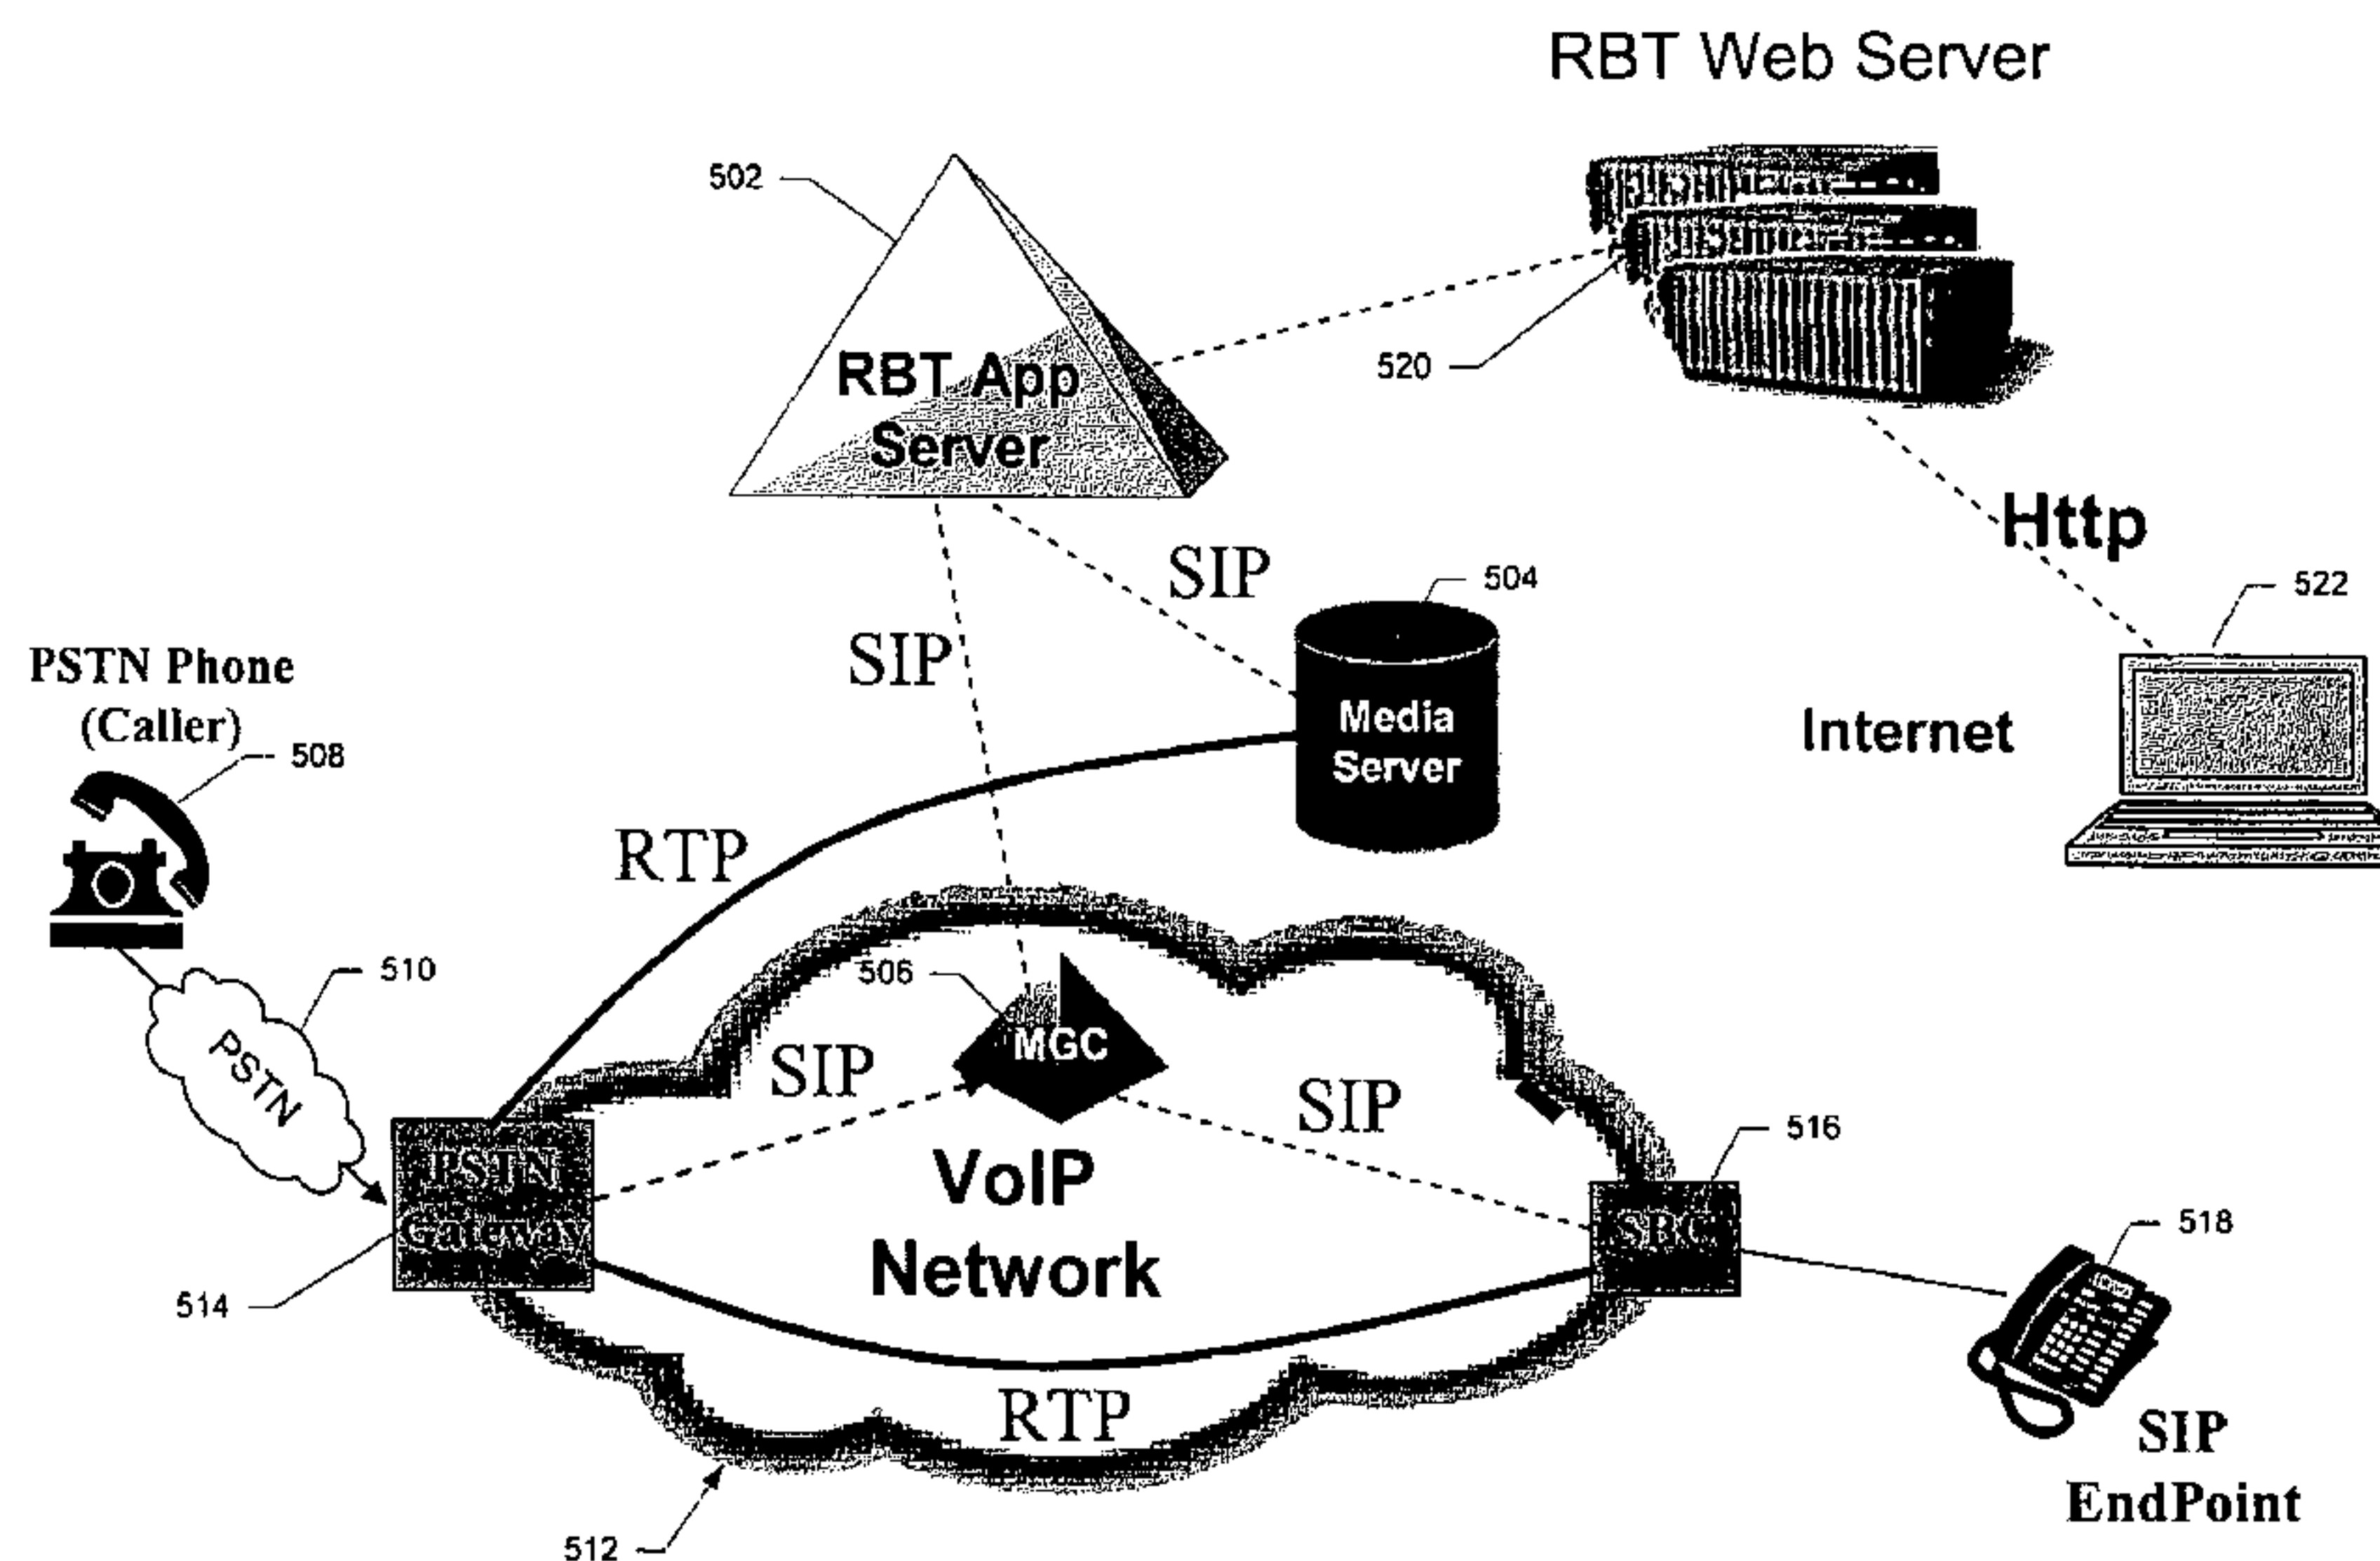 RBT Web Server
502
RBT App
Server
520
Http
SIP
504
522
SIP
PSTN Phone
(Caller)
508
Media
Server
Internet
RTP
510
506
PSTN
MGC
SIP
SIP
VoIP
Network
PSTN
Gateway
514
516
SBC
518
RTP
SIP
EndPoint
512